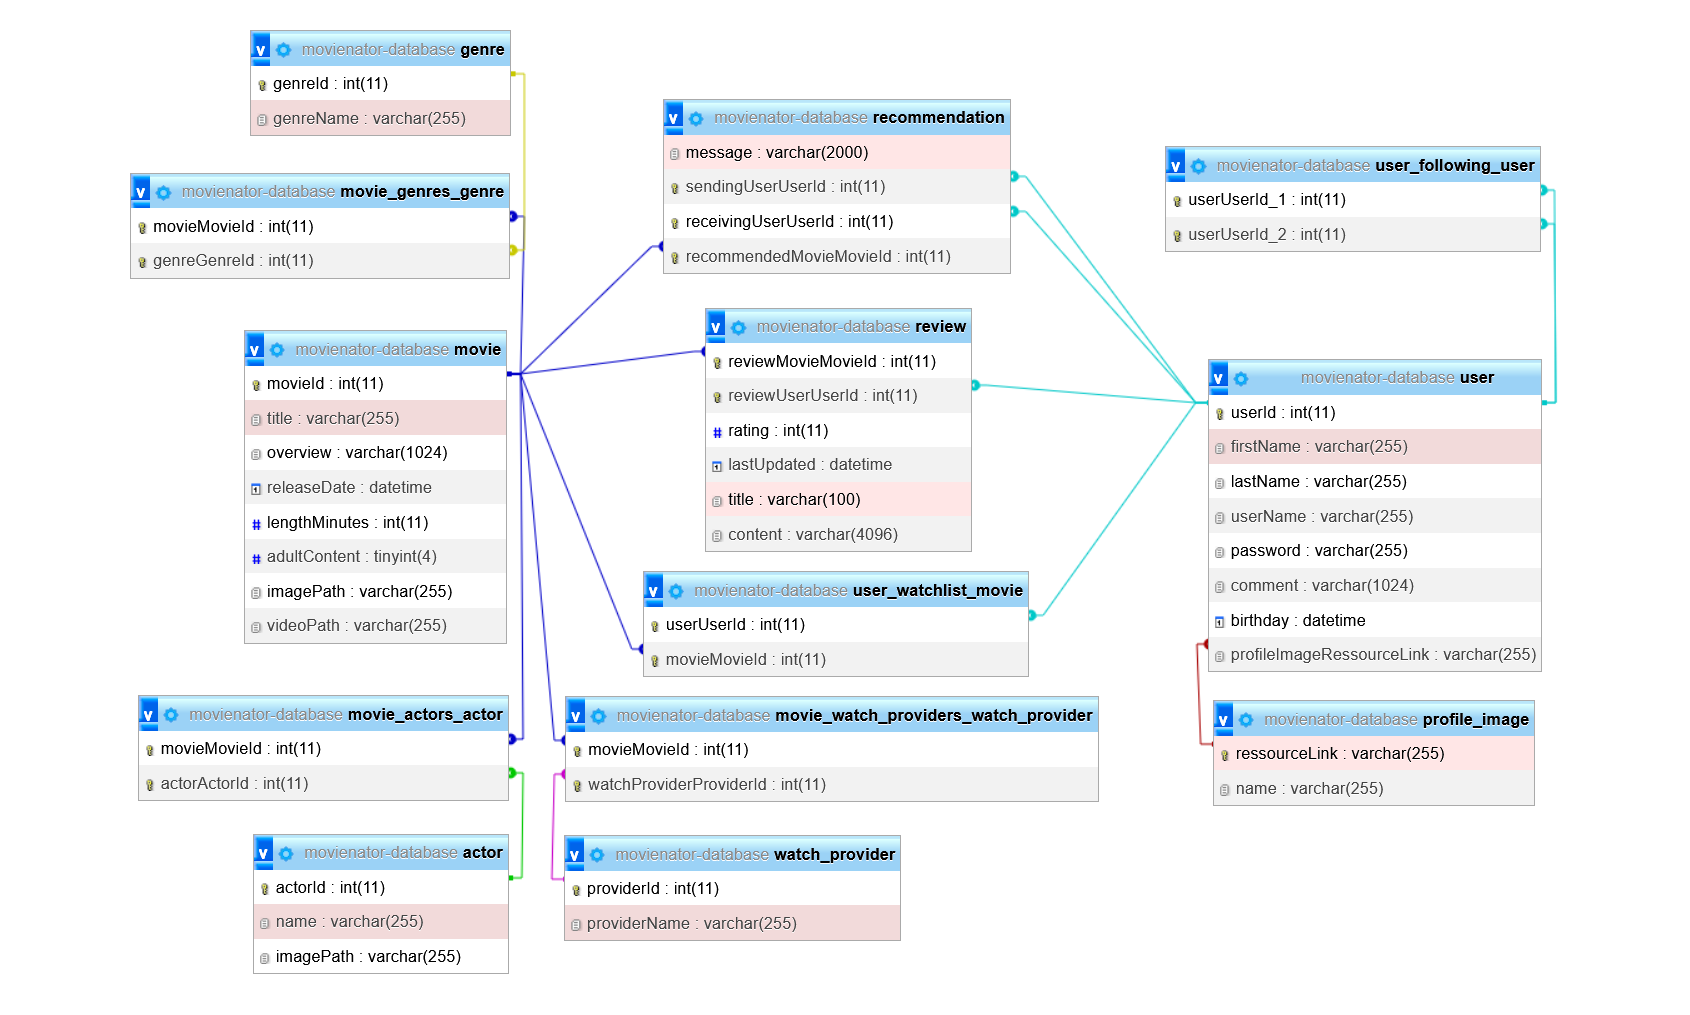 movienator-database genre
genreId : int(11)
genreName : varchar(255)
movienator-database movie_genres_genre
movieMovieId : int(11)
genreGenreId : int(11)
movienator-database movie
movieId : int(11)
title : varchar(255)
overview : varchar(1024)
releaseDate : datetime
lengthMinutes : int(11)
adultContent : tinyint(4)
imagePath : varchar(255)
videoPath : varchar(255)
movienator-database movie_actors_actor
movieMovieId : int(11)
actorActorId : int(11)
movienator-database actor
actorId : int(11)
name : varchar(255)
imagePath : varchar(255)
movienator-database recommendation
message : varchar(2000)
sendingUserUserId : int(11)
receivingUserUserId : int(11)
recommendedMovieMovieId : int(11)
movienator-database review
reviewMovieMovieId : int(11)
reviewUserUserId : int(11)
rating : int(11)
lastUpdated : datetime
title : varchar(100)
content : varchar(4096)
movienator-database user_watchlist_movie
userUserId : int(11)
movieMovieId : int(11)
movienator-database movie_watch_providers_watch_provider
movieMovieId : int(11)
watchProviderProviderId : int(11)
movienator-database watch_provider
providerId : int(11)
providerName : varchar(255)
movienator-database user_following_user
userUserId_1 : int(11)
userUserId_2 : int(11)
movienator-database user
userId : int(11)
firstName : varchar(255)
lastName : varchar(255)
userName : varchar(255)
password : varchar(255)
comment : varchar(1024)
birthday : datetime
profileImageRessourceLink : varchar(255)
movienator-database profile_image
ressourceLink : varchar(255)
name : varchar(255)